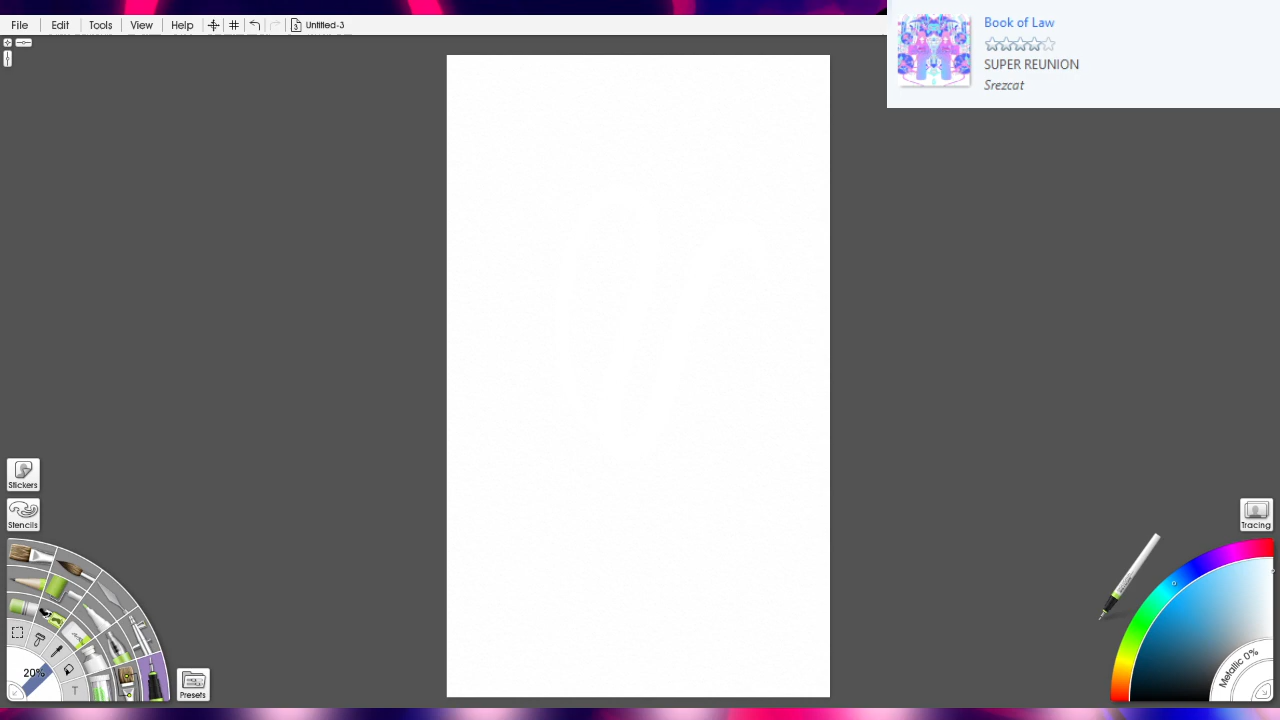 File Edit Tools View Help 3 Untitled-3
Book of Law
SUPER REUNION
Srezcat
Stickers
Stencils
Tracing
20%
T
Presets
Metallic 0%